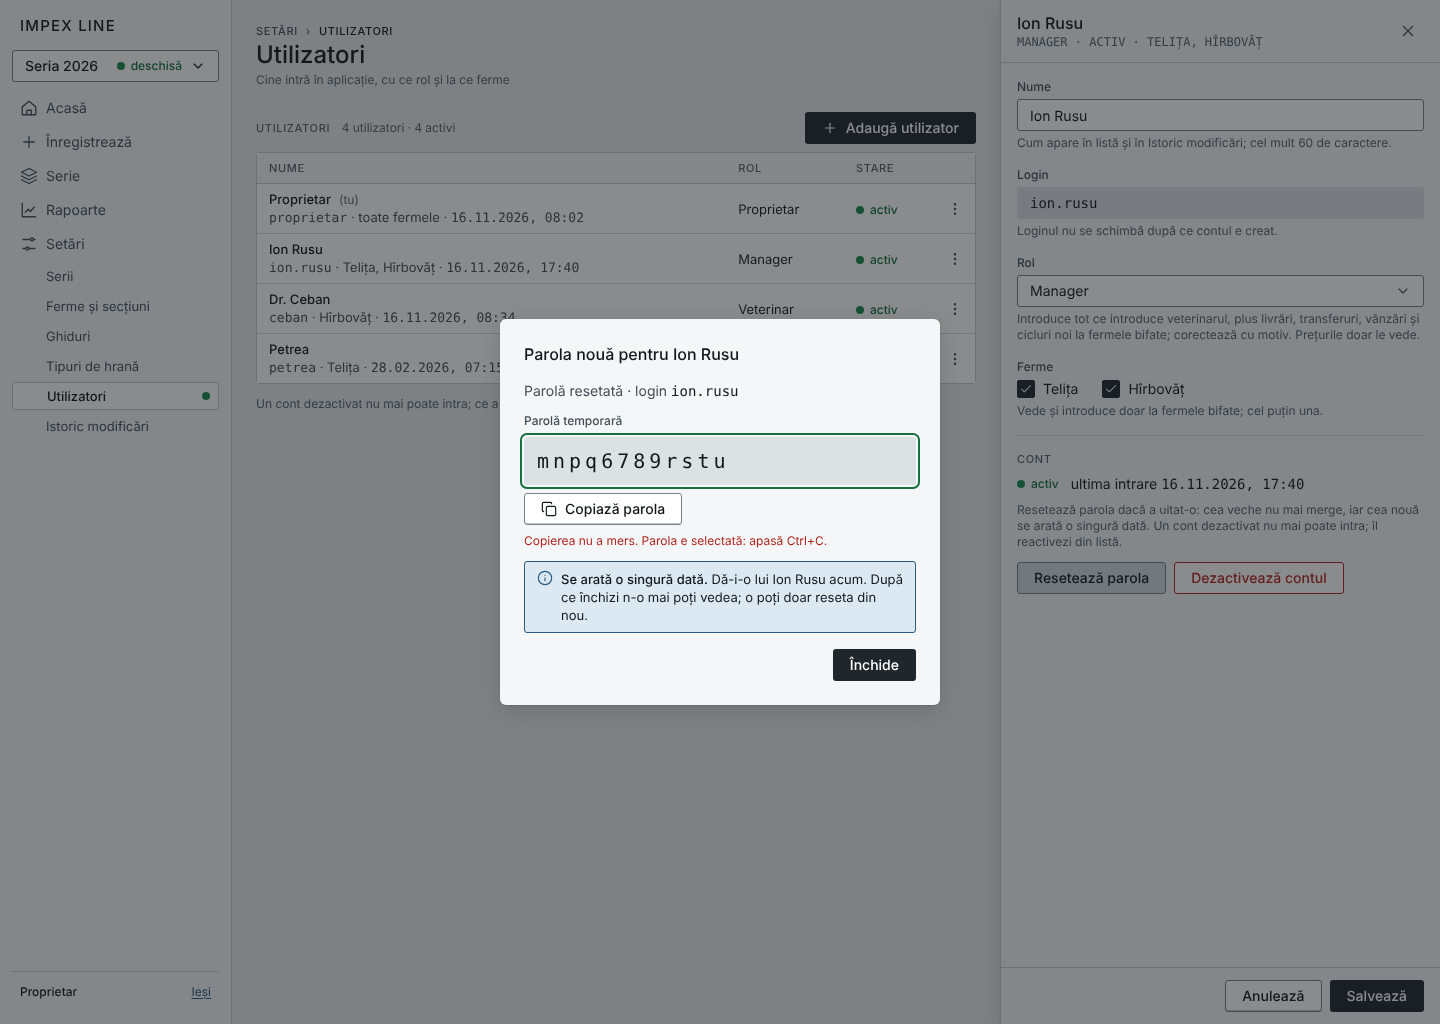 IMPEX LINE
Seria 2026 deschisă
Acasă
Înregistrează
Serie
Rapoarte
Setări
Serii
Ferme și secțiuni
Ghiduri
Tipuri de hrană
Utilizatori
Istoric modificări
Proprietar Ieși
SETĂRI › UTILIZATORI
Utilizatori
Cine intră în aplicație, cu ce rol și la ce ferme
UTILIZATORI 4 utilizatori · 4 activi
Adaugă utilizator
NUME ROL STARE
Proprietar (tu)
proprietar · toate fermele · 16.11.2026, 08:02
Proprietar activ
Ion Rusu
ion.rusu · Telița, Hîrbovăț · 16.11.2026, 17:40
Manager activ
Dr. Ceban
ceban · Hîrbovăț · 16.11.2026, 08:34
Veterinar activ
Petrea
petrea · Telița · 28.02.2026, 07:15
Un cont dezactivat nu mai poate intra; ce a
Parola nouă pentru Ion Rusu
Parolă resetată · login ion.rusu
Parolă temporară
mnpq6789rstu
Copiază parola
Copierea nu a mers. Parola e selectată: apasă Ctrl+C.
Se arată o singură dată. Dă-i-o lui Ion Rusu acum. După
ce închizi n-o mai poți vedea; o poți doar reseta din
nou.
Închide
Ion Rusu
MANAGER · ACTIV · TELIȚA, HÎRBOVĂȚ
Nume
Ion Rusu
Cum apare în listă și în Istoric modificări; cel mult 60 de caractere.
Login
ion.rusu
Loginul nu se schimbă după ce contul e creat.
Rol
Manager
Introduce tot ce introduce veterinarul, plus livrări, transferuri, vânzări și
cicluri noi la fermele bifate; corectează cu motiv. Prețurile doar le vede.
Ferme
Telița Hîrbovăț
Vede și introduce doar la fermele bifate; cel puțin una.
CONT
activ ultima intrare 16.11.2026, 17:40
Resetează parola dacă a uitat-o: cea veche nu mai merge, iar cea nouă
se arată o singură dată. Un cont dezactivat nu mai poate intra; îl
reactivezi din listă.
Resetează parola Dezactivează contul
Anulează Salvează